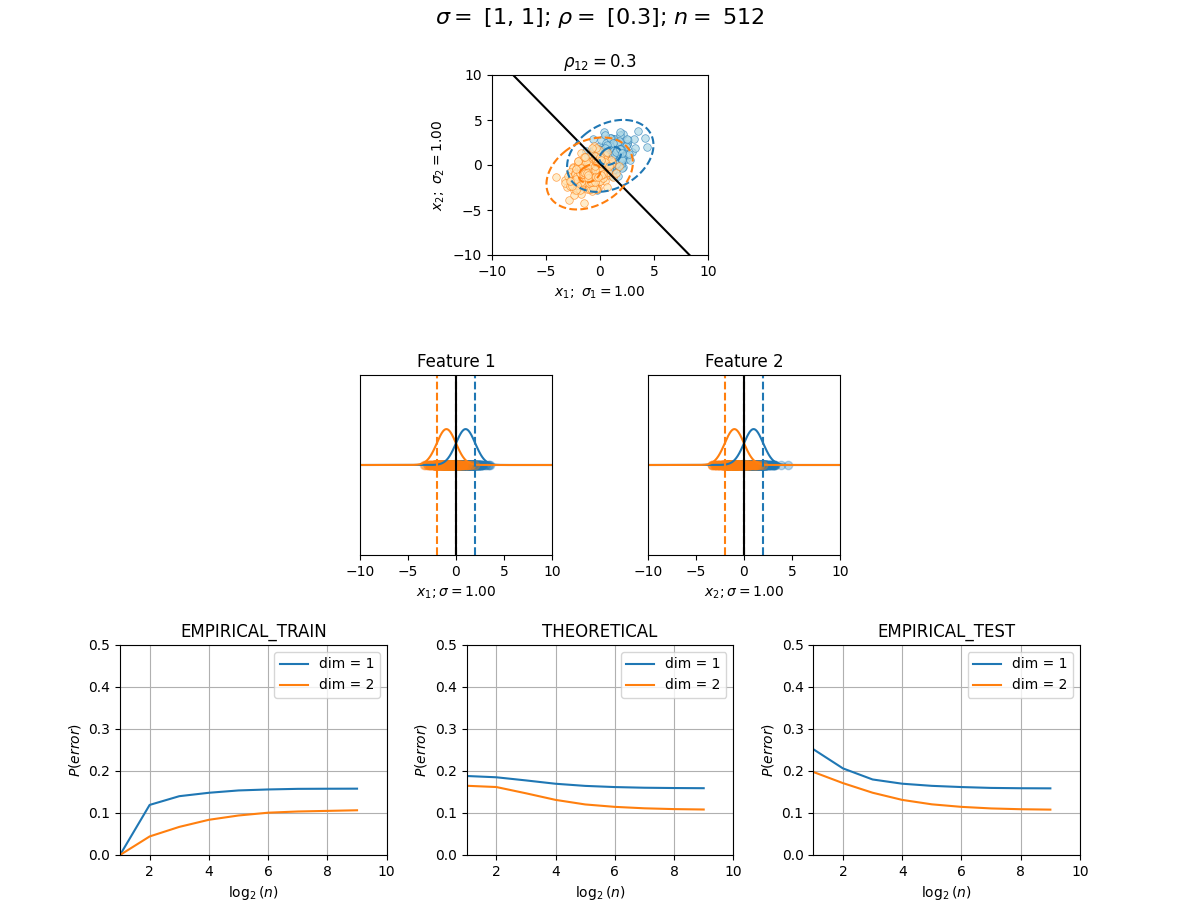 σ = [1, 1]; ρ = [0.3]; n = 512
ρ₁₂ = 0.3
10
5
0
−5
−10
x₂; σ₂ = 1.00
−10 −5 0 5 10
x₁; σ₁ = 1.00
Feature 1
−10 −5 0 5 10
x₁; σ = 1.00
Feature 2
−10 −5 0 5 10
x₂; σ = 1.00
EMPIRICAL_TRAIN
0.5
0.4
0.3
0.2
0.1
0.0
P(error)
dim = 1
dim = 2
2 4 6 8 10
log₂(n)
THEORETICAL
0.5
0.4
0.3
0.2
0.1
0.0
P(error)
dim = 1
dim = 2
2 4 6 8 10
log₂(n)
EMPIRICAL_TEST
0.5
0.4
0.3
0.2
0.1
0.0
P(error)
dim = 1
dim = 2
2 4 6 8 10
log₂(n)